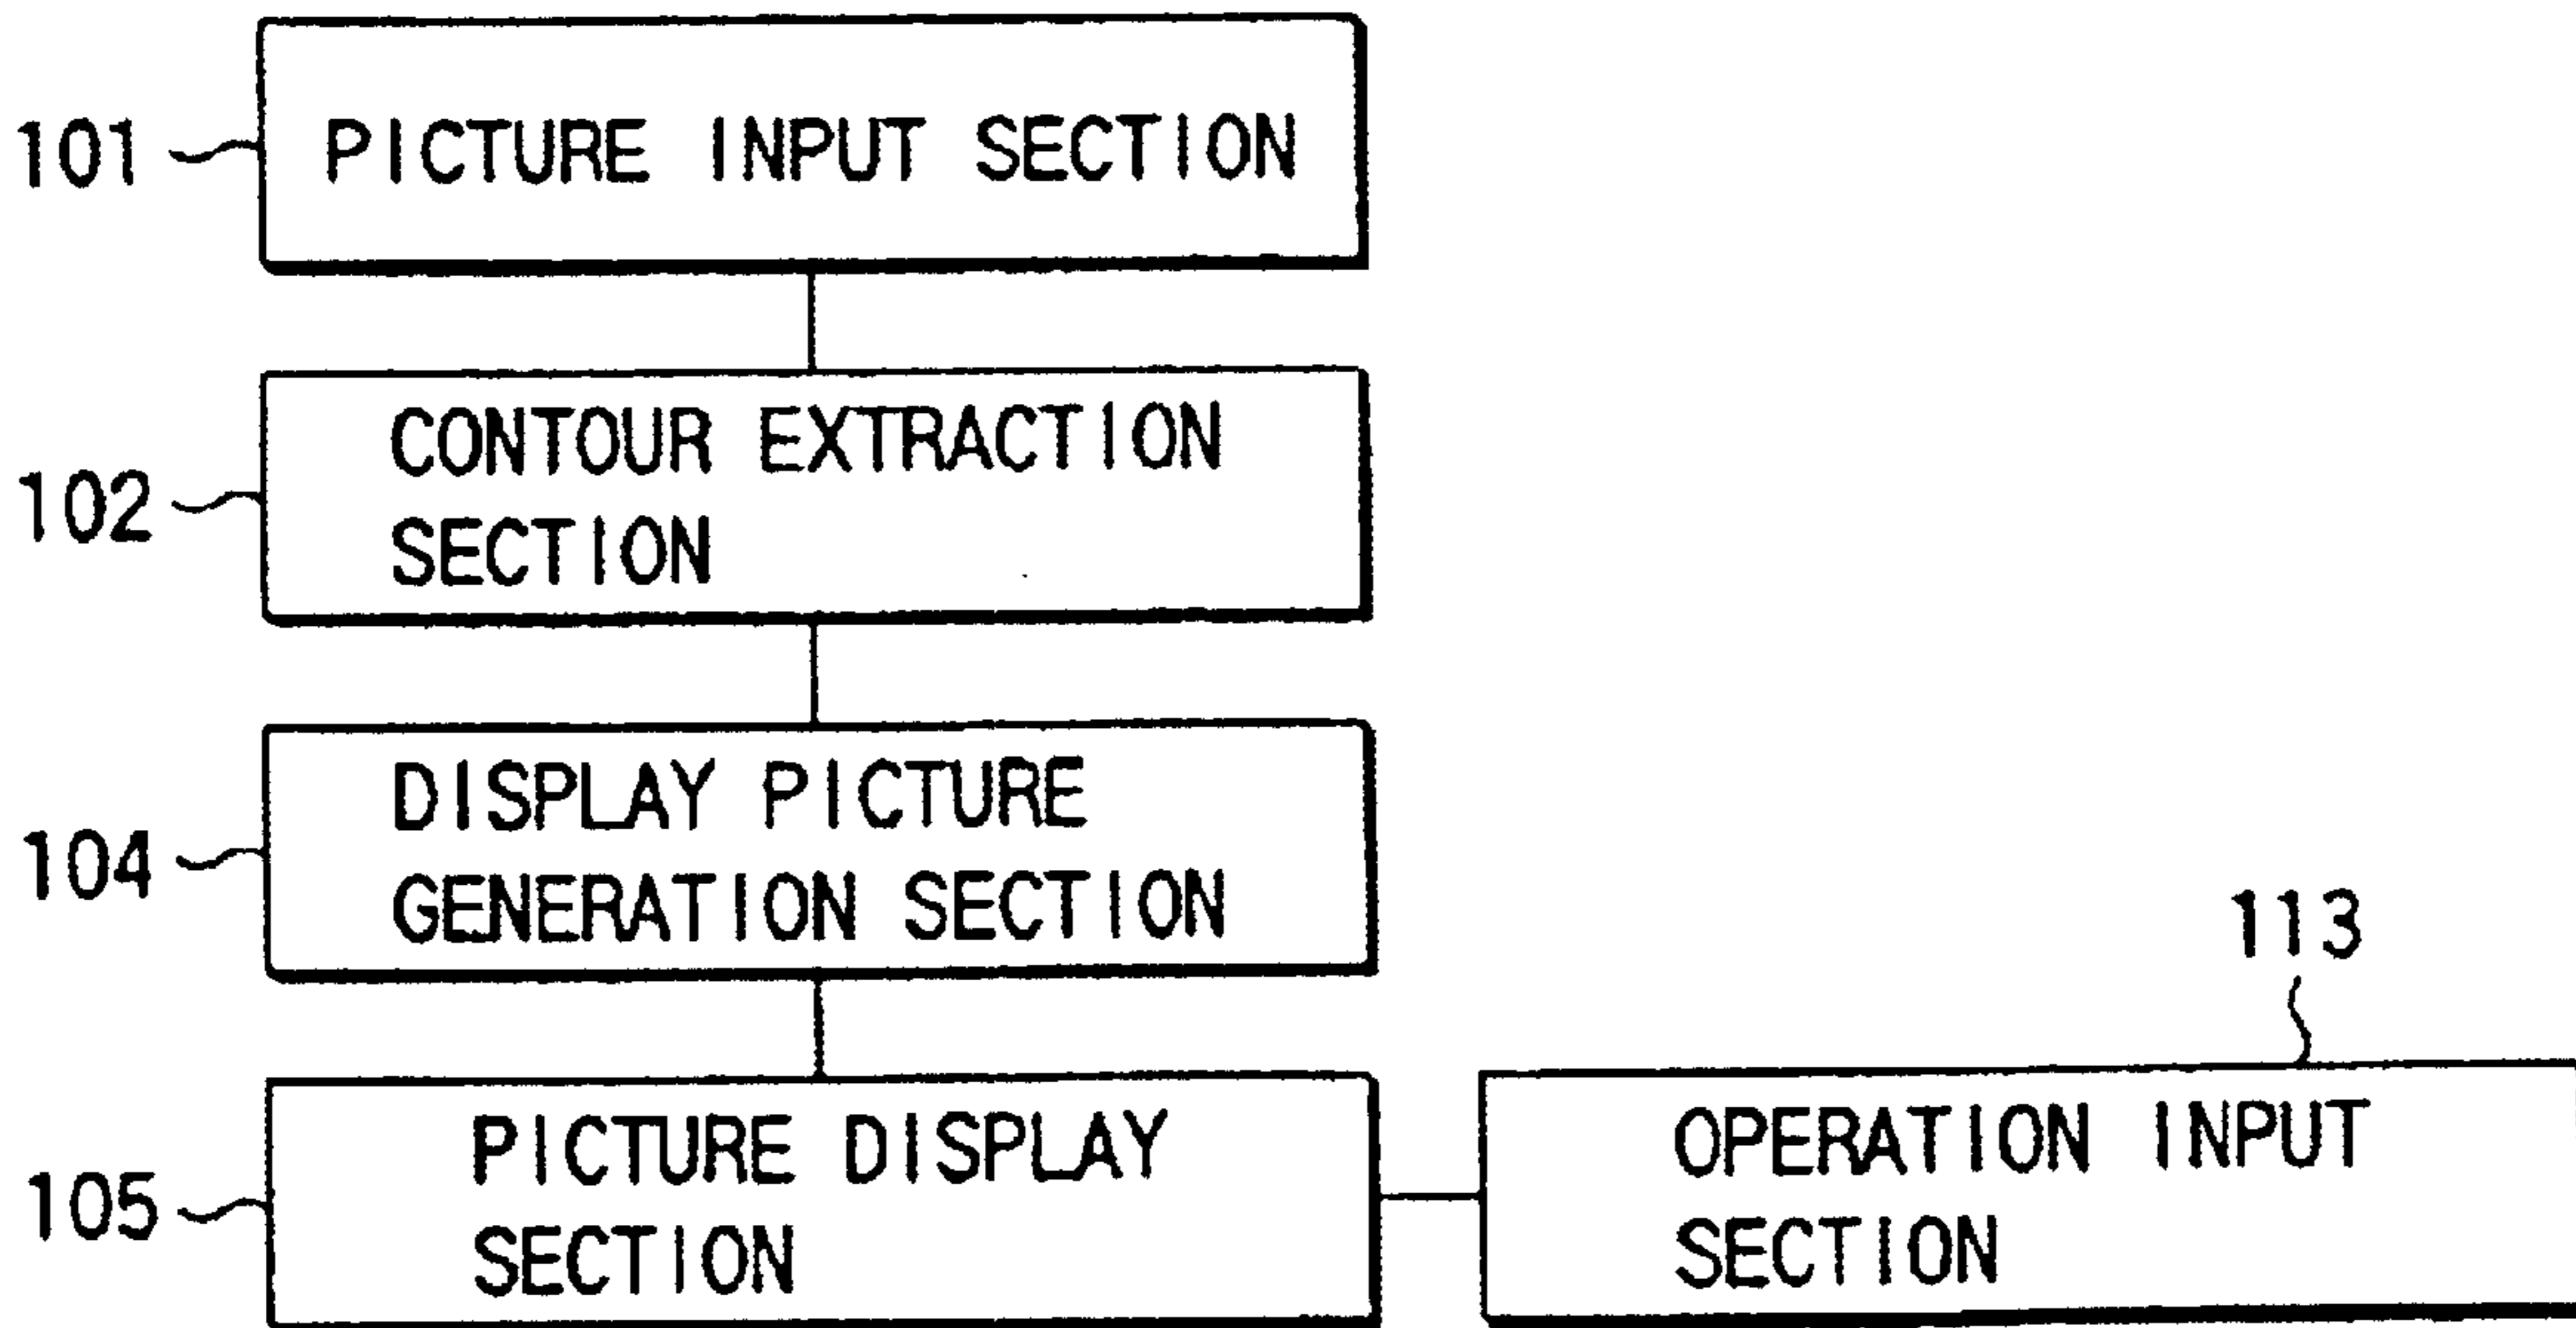 101
PICTURE INPUT SECTION
102
CONTOUR EXTRACTION
SECTION
104
DISPLAY PICTURE
GENERATION SECTION
113
105
PICTURE DISPLAY
SECTION
OPERATION INPUT
SECTION